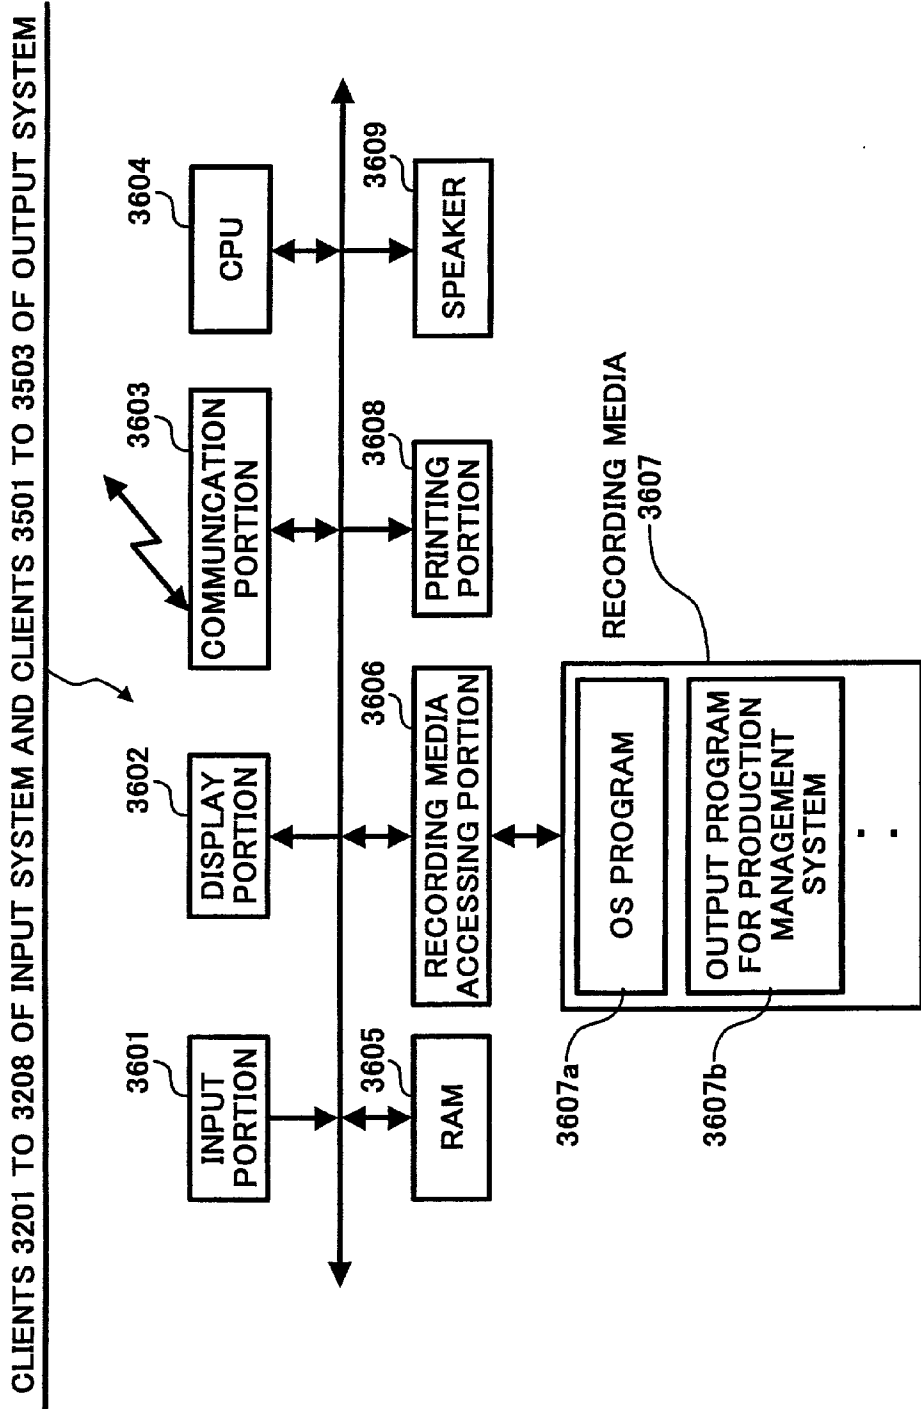 CLIENTS 3201 TO 3208 OF INPUT SYSTEM AND CLIENTS 3501 TO 3503 OF OUTPUT SYSTEM
3601
INPUT
PORTION
3602
DISPLAY
PORTION
3603
COMMUNICATION
PORTION
3604
CPU
3605
RAM
3606
RECORDING MEDIA
ACCESSING PORTION
3608
PRINTING
PORTION
3609
SPEAKER
RECORDING MEDIA
3607
3607a
OS PROGRAM
3607b
OUTPUT PROGRAM
FOR PRODUCTION
MANAGEMENT
SYSTEM